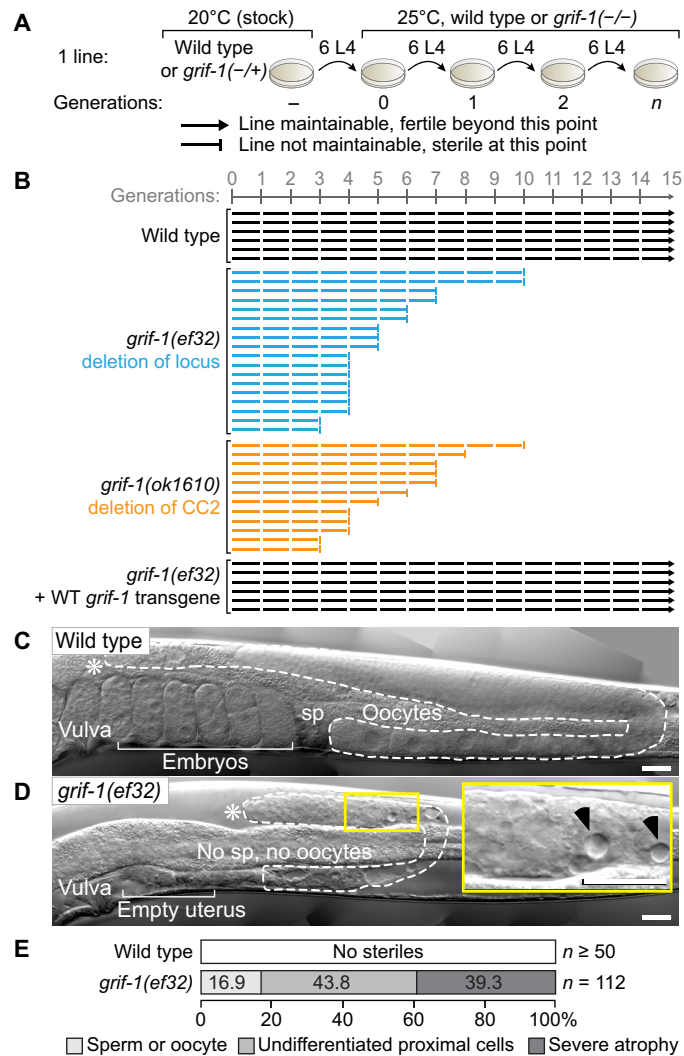 A
20°C (stock)
25°C, wild type or grif-1(−/−)
1 line:
Wild type
or grif-1(−/+)
6 L4
6 L4
6 L4
6 L4
Generations:
–
0
1
2
n
Line maintainable, fertile beyond this point
Line not maintainable, sterile at this point
B
Generations:
0 1 2 3 4 5 6 7 8 9 10 11 12 13 14 15
Wild type
grif-1(ef32)
deletion of locus
grif-1(ok1610)
deletion of CC2
grif-1(ef32)
+ WT grif-1 transgene
C
Wild type
*
sp
Oocytes
Vulva
Embryos
D
grif-1(ef32)
*
No sp, no oocytes
Vulva
Empty uterus
E
Wild type
No steriles
n ≥ 50
grif-1(ef32)
16.9
43.8
39.3
n = 112
0 20 40 60 80 100%
Sperm or oocyte
Undifferentiated proximal cells
Severe atrophy